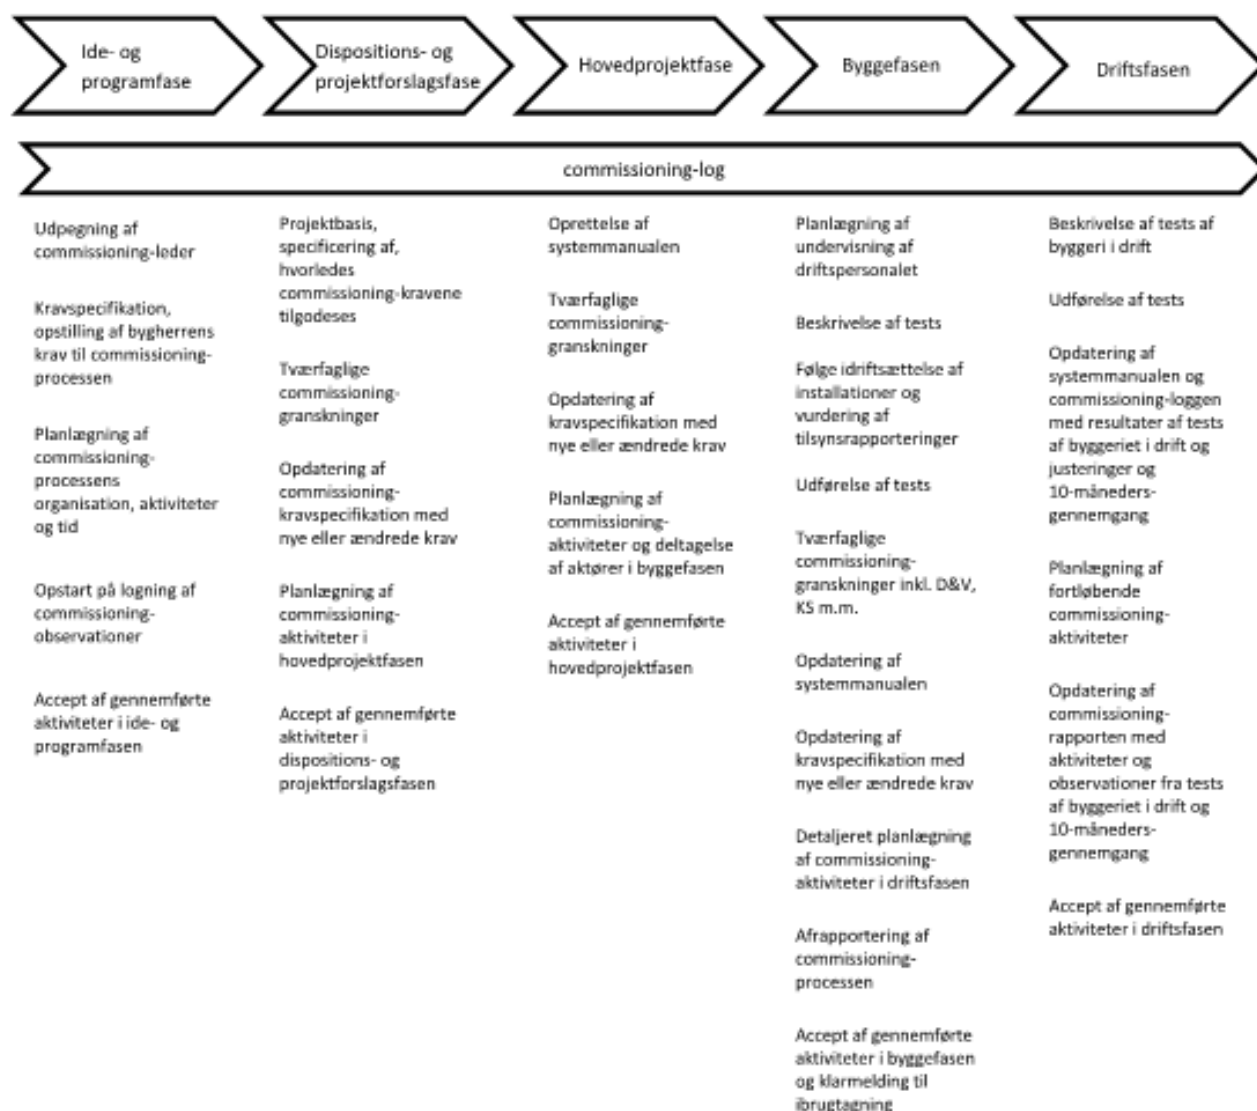 Ide- og
programfase
Dispositions- og
projektforslagsfase
Hovedprojektfase
Byggefasen
Driftsfasen
commissioning-log
Udpegning af
commissioning-leder
Kravspecifikation,
opstilling af bygherrens
krav til commissioning-
processen
Planlægning af
commissioning-
processens
organisation, aktiviteter
og tid
Opstart på logning af
commissioning-
observationer
Accept af gennemførte
aktiviteter i ide- og
programfasen
Projektbasis,
specificering af,
hvorledes
commissioning-kravene
tilgodeses
Tværfaglige
commissioning-
granskninger
Opdatering af
commissioning-
kravspecifikation med
nye eller ændrede krav
Planlægning af
commissioning-
aktiviteter i
hovedprojektfasen
Accept af gennemførte
aktiviteter i
dispositions- og
projektforslagsfasen
Oprettelse af
systemmanualen
Tværfaglige
commissioning-
granskninger
Opdatering af
kravspecifikation med
nye eller ændrede krav
Planlægning af
commissioning-
aktiviteter og deltagelse
af aktører i byggefasen
Accept af gennemførte
aktiviteter i
hovedprojektfasen
Planlægning af
undervisning af
driftspersonalet
Beskrivelse af tests
Følge idriftsættelse af
installationer og
vurdering af
tilsynsrapporteringer
Udførelse af tests
Tværfaglige
commissioning-
granskninger inkl. D&V,
KS m.m.
Opdatering af
systemmanualen
Opdatering af
kravspecifikation med
nye eller ændrede krav
Detaljeret planlægning
af commissioning-
aktiviteter i driftsfasen
Afrapportering af
commissioning-
processen
Accept af gennemførte
aktiviteter i byggefasen
og klarmelding til
ibrugtagning
Beskrivelse af tests af
byggeri i drift
Udførelse af tests
Opdatering af
systemmanualen og
commissioning-loggen
med resultater af tests
af byggeriet i drift og
justeringer og
10-måneders-
gennemgang
Planlægning af
fortløbende
commissioning-
aktiviteter
Opdatering af
commissioning-
rapporten med
aktiviteter og
observationer fra tests
af byggeriet i drift og
10-måneders-
gennemgang
Accept af gennemførte
aktiviteter i driftsfasen